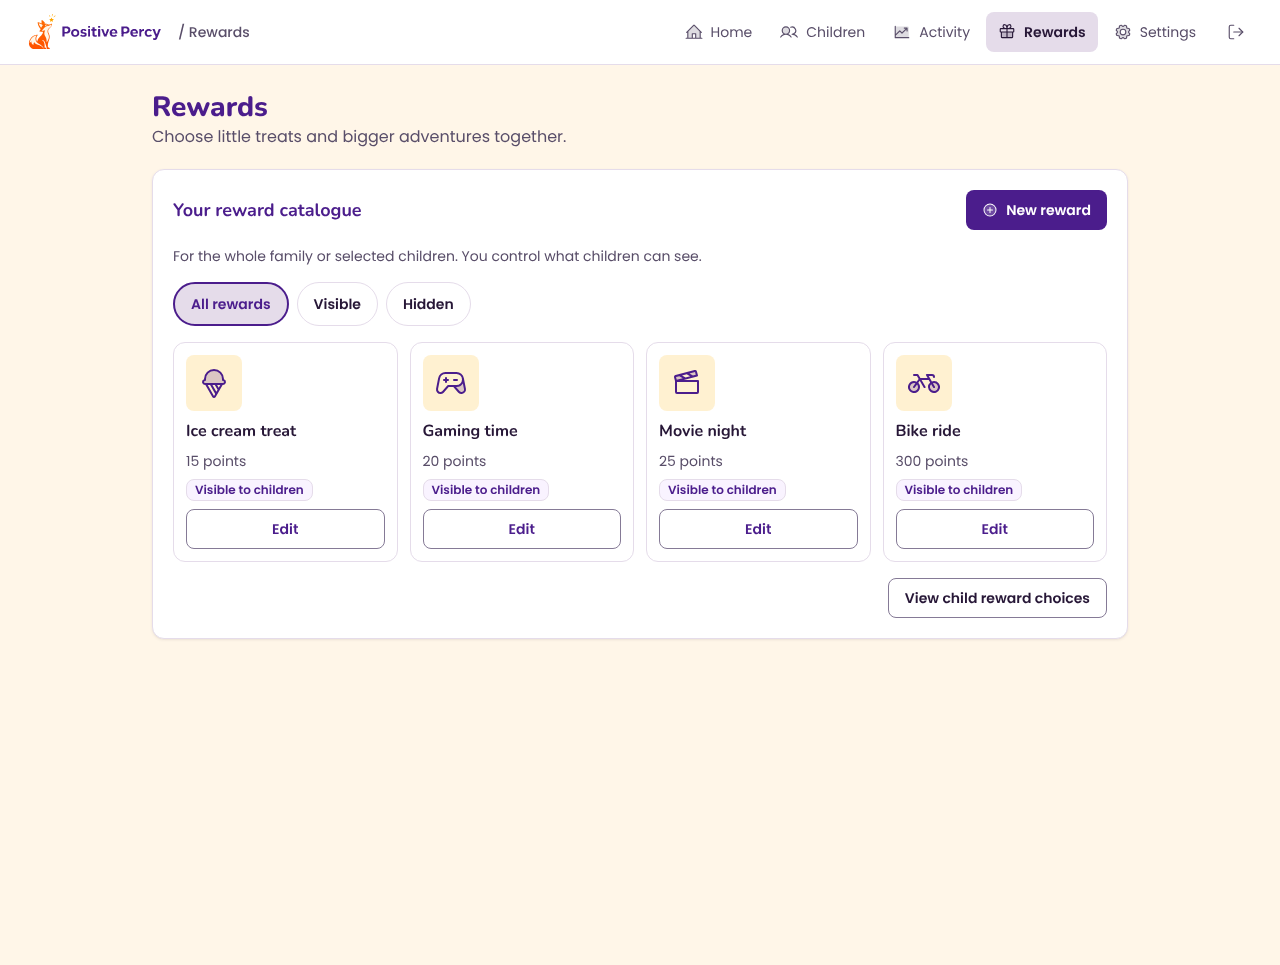 Positive Percy / Rewards Home Children Activity Rewards Settings
Rewards
Choose little treats and bigger adventures together.
Your reward catalogue New reward
For the whole family or selected children. You control what children can see.
All rewards Visible Hidden
Ice cream treat Gaming time Movie night Bike ride
15 points 20 points 25 points 300 points
Visible to children Visible to children Visible to children Visible to children
Edit Edit Edit Edit
View child reward choices